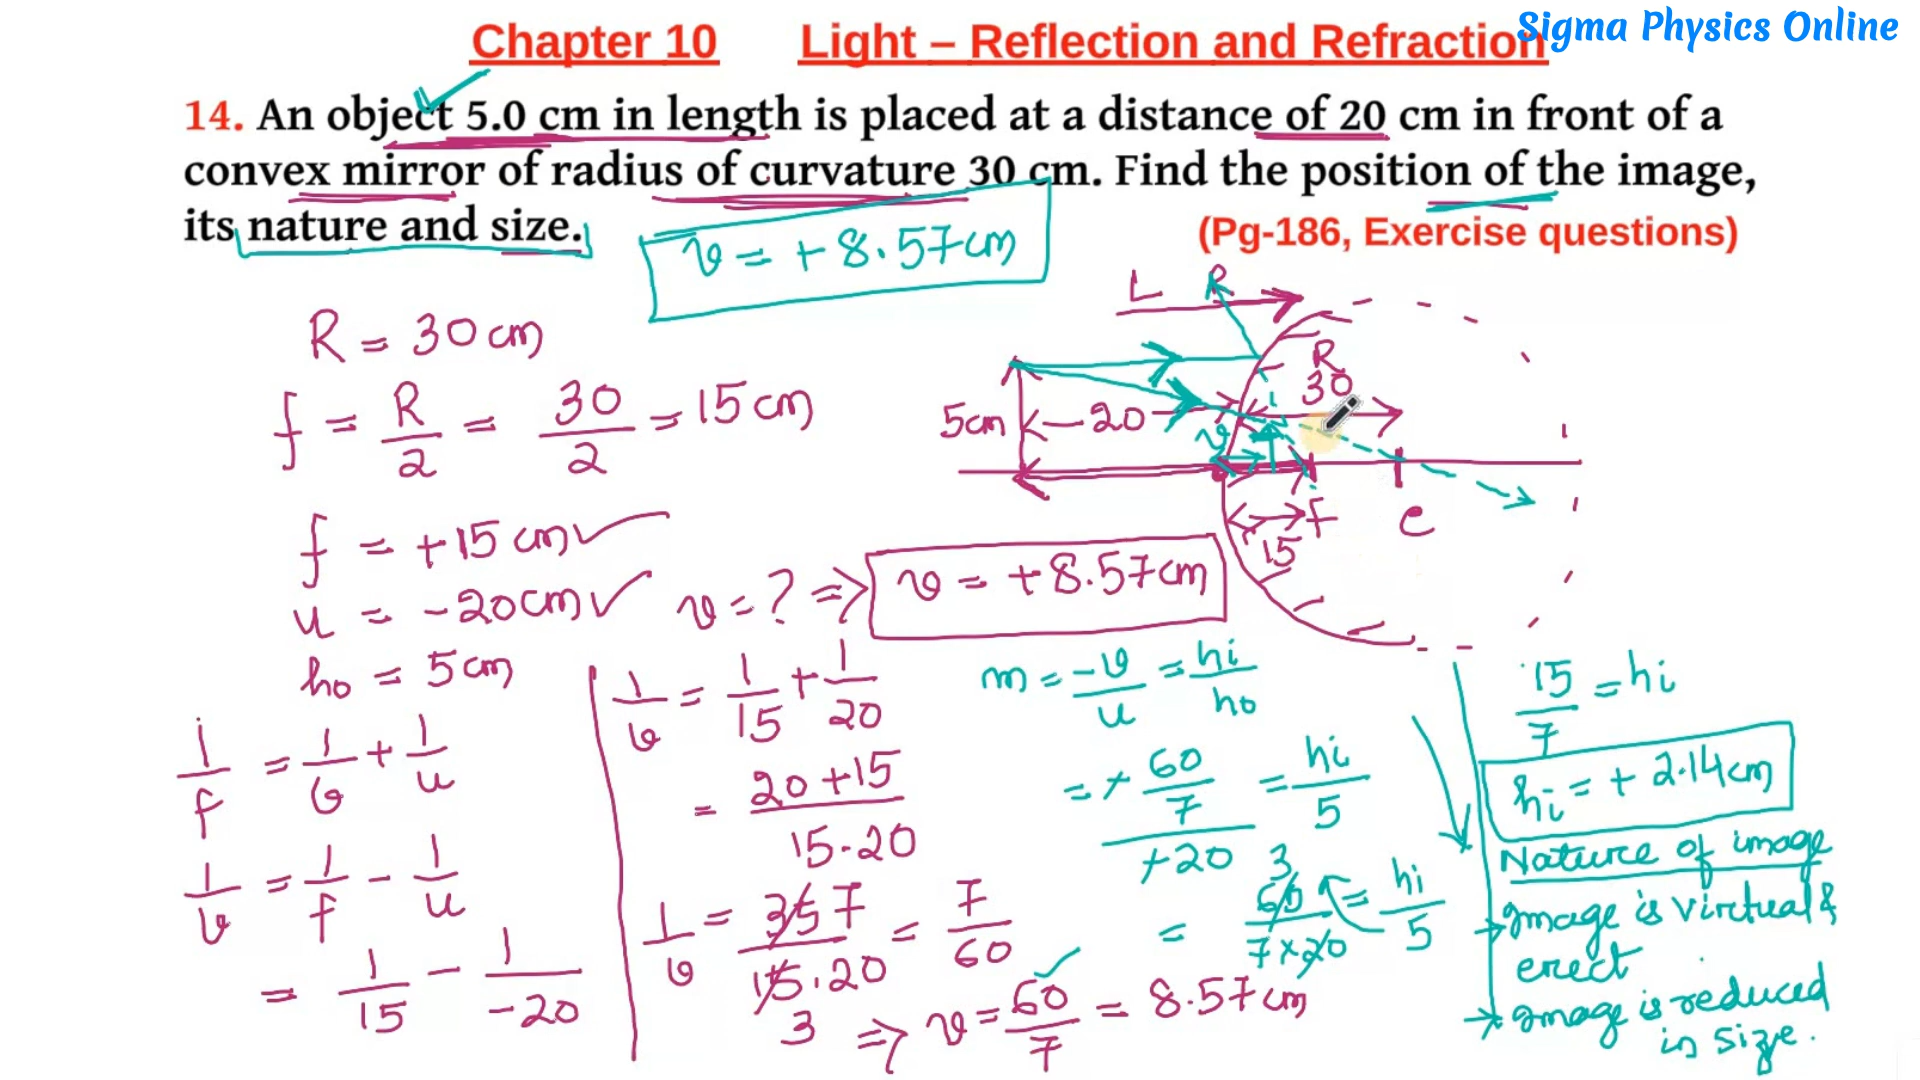 Sigma Physics Online
Chapter 10 Light – Reflection and Refraction
14. An object 5.0 cm in length is placed at a distance of 20 cm in front of a
convex mirror of radius of curvature 30 cm. Find the position of the image,
its nature and size.
(Pg-186, Exercise questions)
v = +8.57cm
R = 30 cm
f = R/2 = 30/2 = 15 cm
f = +15 cm
u = -20cm
v = ? ⇒ v = +8.57cm
h₀ = 5 cm
1/f = 1/v + 1/u
1/v = 1/f - 1/u
= 1/15 - 1/-20
1/v = 1/15 + 1/20
= 20+15/15.20
1/v = 35 7/15.20 3 = 7/60
⇒ v = 60/7 = 8.57cm
L
R
R
30
5cm
20
v
F
C
15
m = -v/u = hi/ho
= + 60/7 / +20 = hi/5
= 60 3/7×20 = hi/5
15/7 = hi
hi = + 2.14cm
Nature of image
→ Image is virtual &
erect
→ Image is reduced
in size.